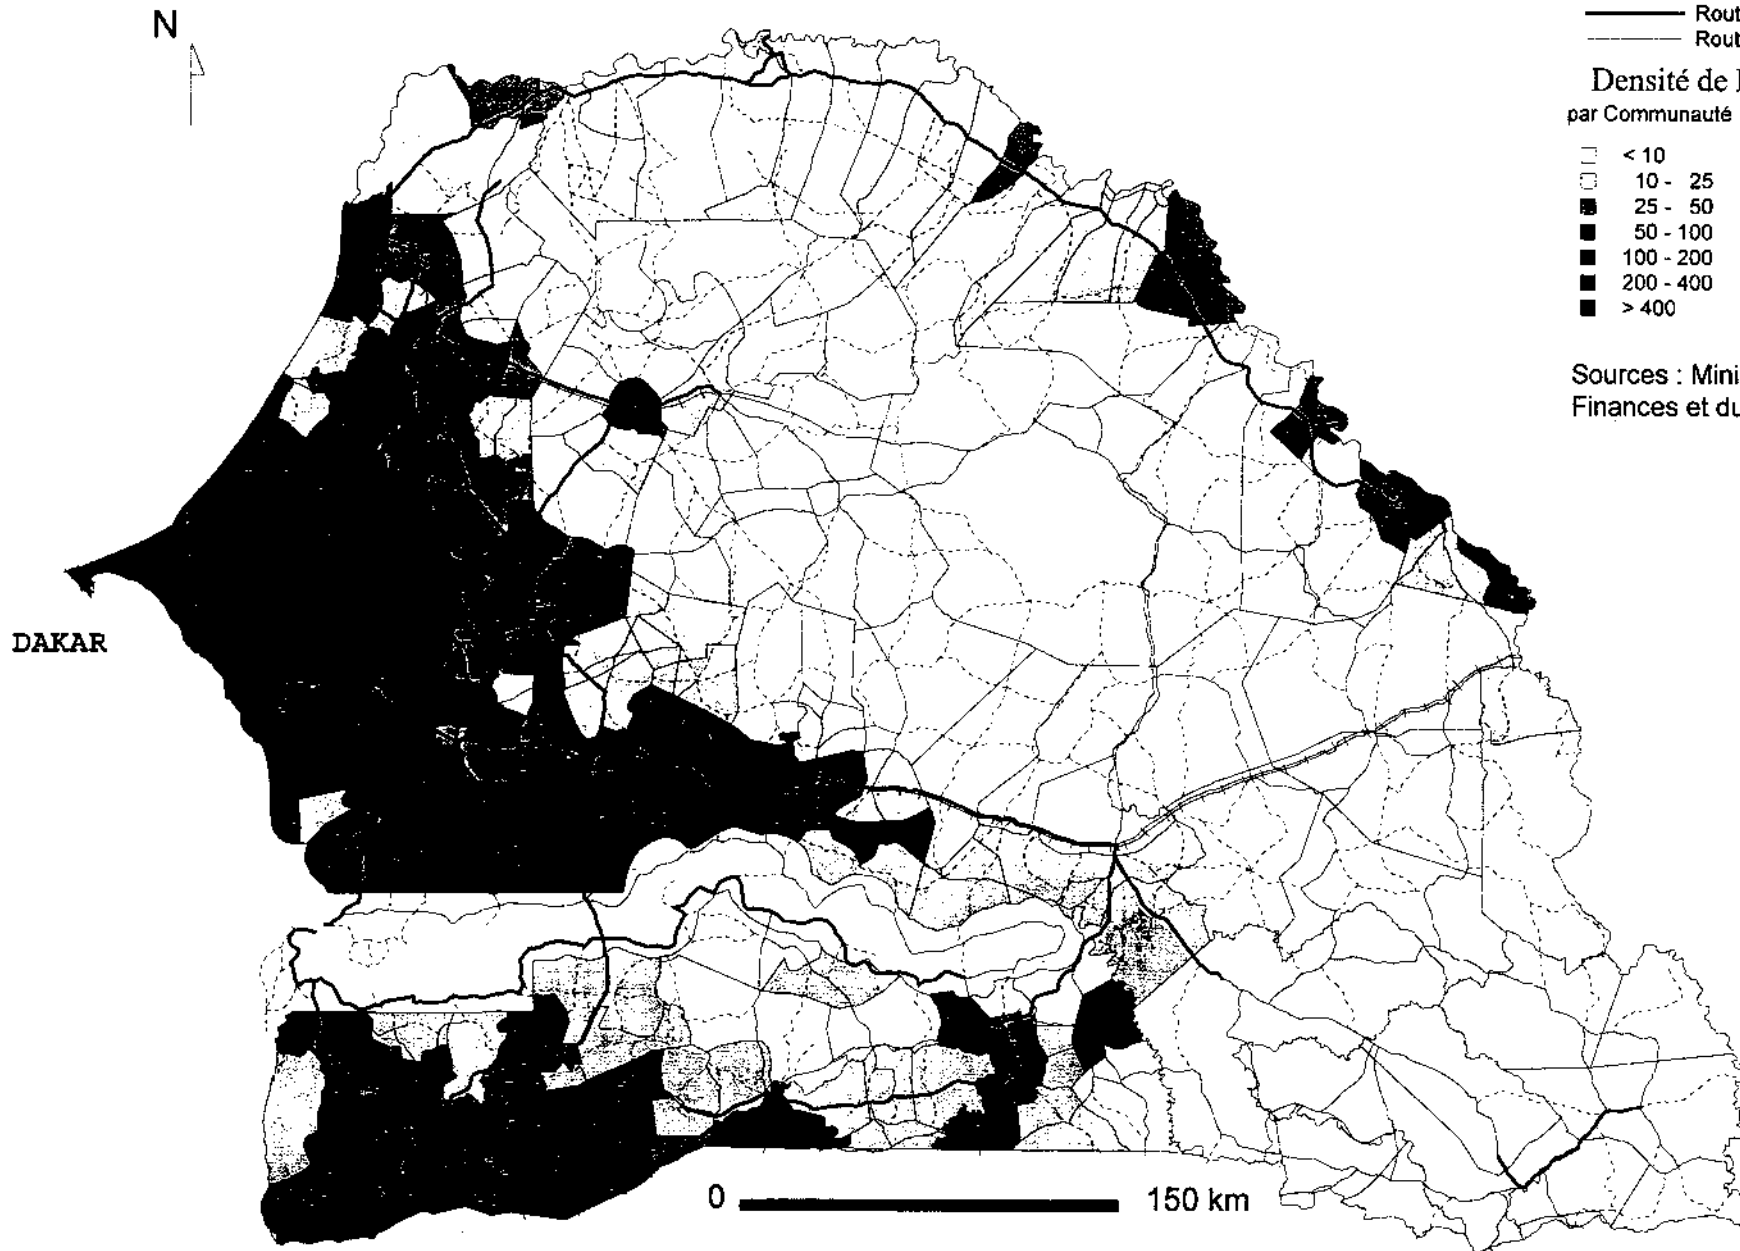 N
Rout
Rout
Densité de
par Communauté
< 10
10 - 25
25 - 50
50 - 100
100 - 200
200 - 400
> 400
Sources : Mini
Finances et du
DAKAR
0 150 km